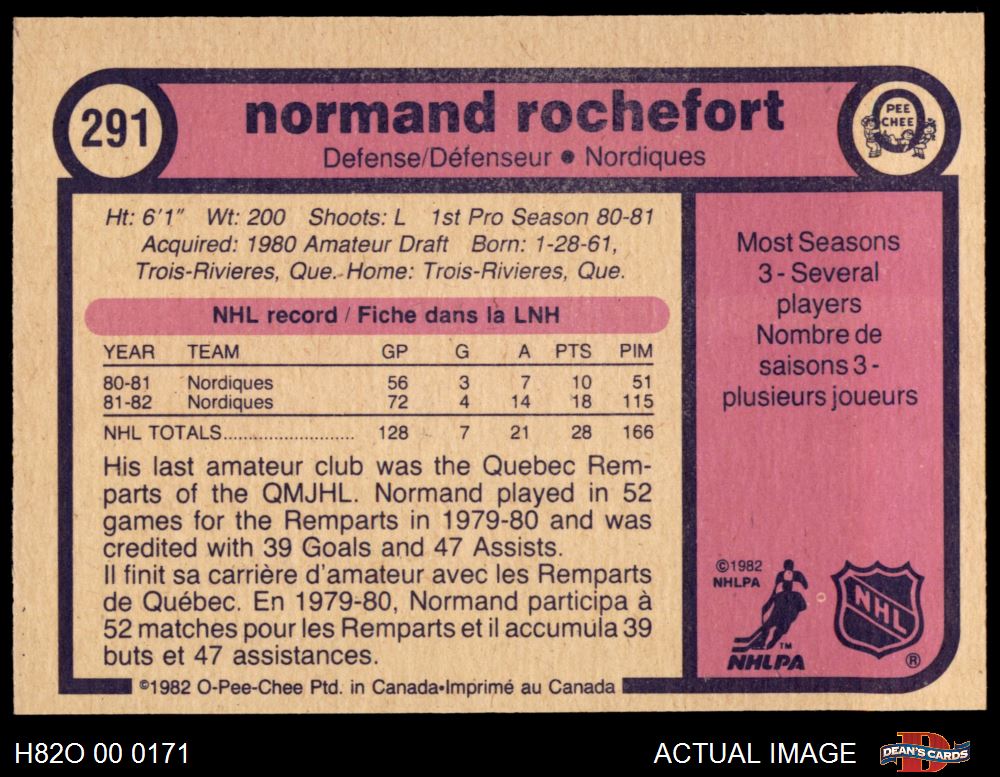 291
normand rochefort
Defense/Défenseur • Nordiques
PEE
CHEE
Ht: 6'1" Wt: 200 Shoots: L 1st Pro Season 80-81
Acquired: 1980 Amateur Draft Born: 1-28-61,
Trois-Rivieres, Que. Home: Trois-Rivieres, Que.
NHL record / Fiche dans la LNH
YEAR TEAM GP G A PTS PIM
80-81 Nordiques 56 3 7 10 51
81-82 Nordiques 72 4 14 18 115
NHL TOTALS.......................... 128 7 21 28 166
His last amateur club was the Quebec Rem-
parts of the QMJHL. Normand played in 52
games for the Remparts in 1979-80 and was
credited with 39 Goals and 47 Assists.
Il finit sa carrière d'amateur avec les Remparts
de Québec. En 1979-80, Normand participa à
52 matches pour les Remparts et il accumula 39
buts et 47 assistances.
©1982 O-Pee-Chee Ptd. in Canada•Imprimé au Canada
Most Seasons
3 - Several
players
Nombre de
saisons 3 -
plusieurs joueurs
©1982
NHLPA
TM
NHLPA
NHL
®
H82O 00 0171
ACTUAL IMAGE
D
DEAN'S CARDS